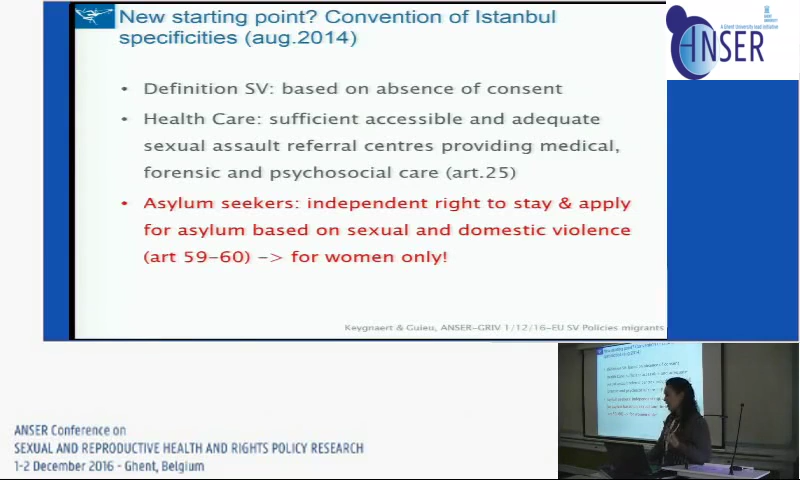 New starting point? Convention of Istanbul
specificities (aug.2014)
• Definition SV: based on absence of consent
• Health Care: sufficient accessible and adequate
sexual assault referral centres providing medical,
forensic and psychosocial care (art.25)
• Asylum seekers: independent right to stay & apply
for asylum based on sexual and domestic violence
(art 59-60) -> for women only!
Keygnaert & Guieu, ANSER-GRIV 1/12/16-EU SV Policies migrants
A Ghent University-lead initiative
ANSER
ANSER Conference on
SEXUAL AND REPRODUCTIVE HEALTH AND RIGHTS POLICY RESEARCH
1-2 December 2016 - Ghent, Belgium